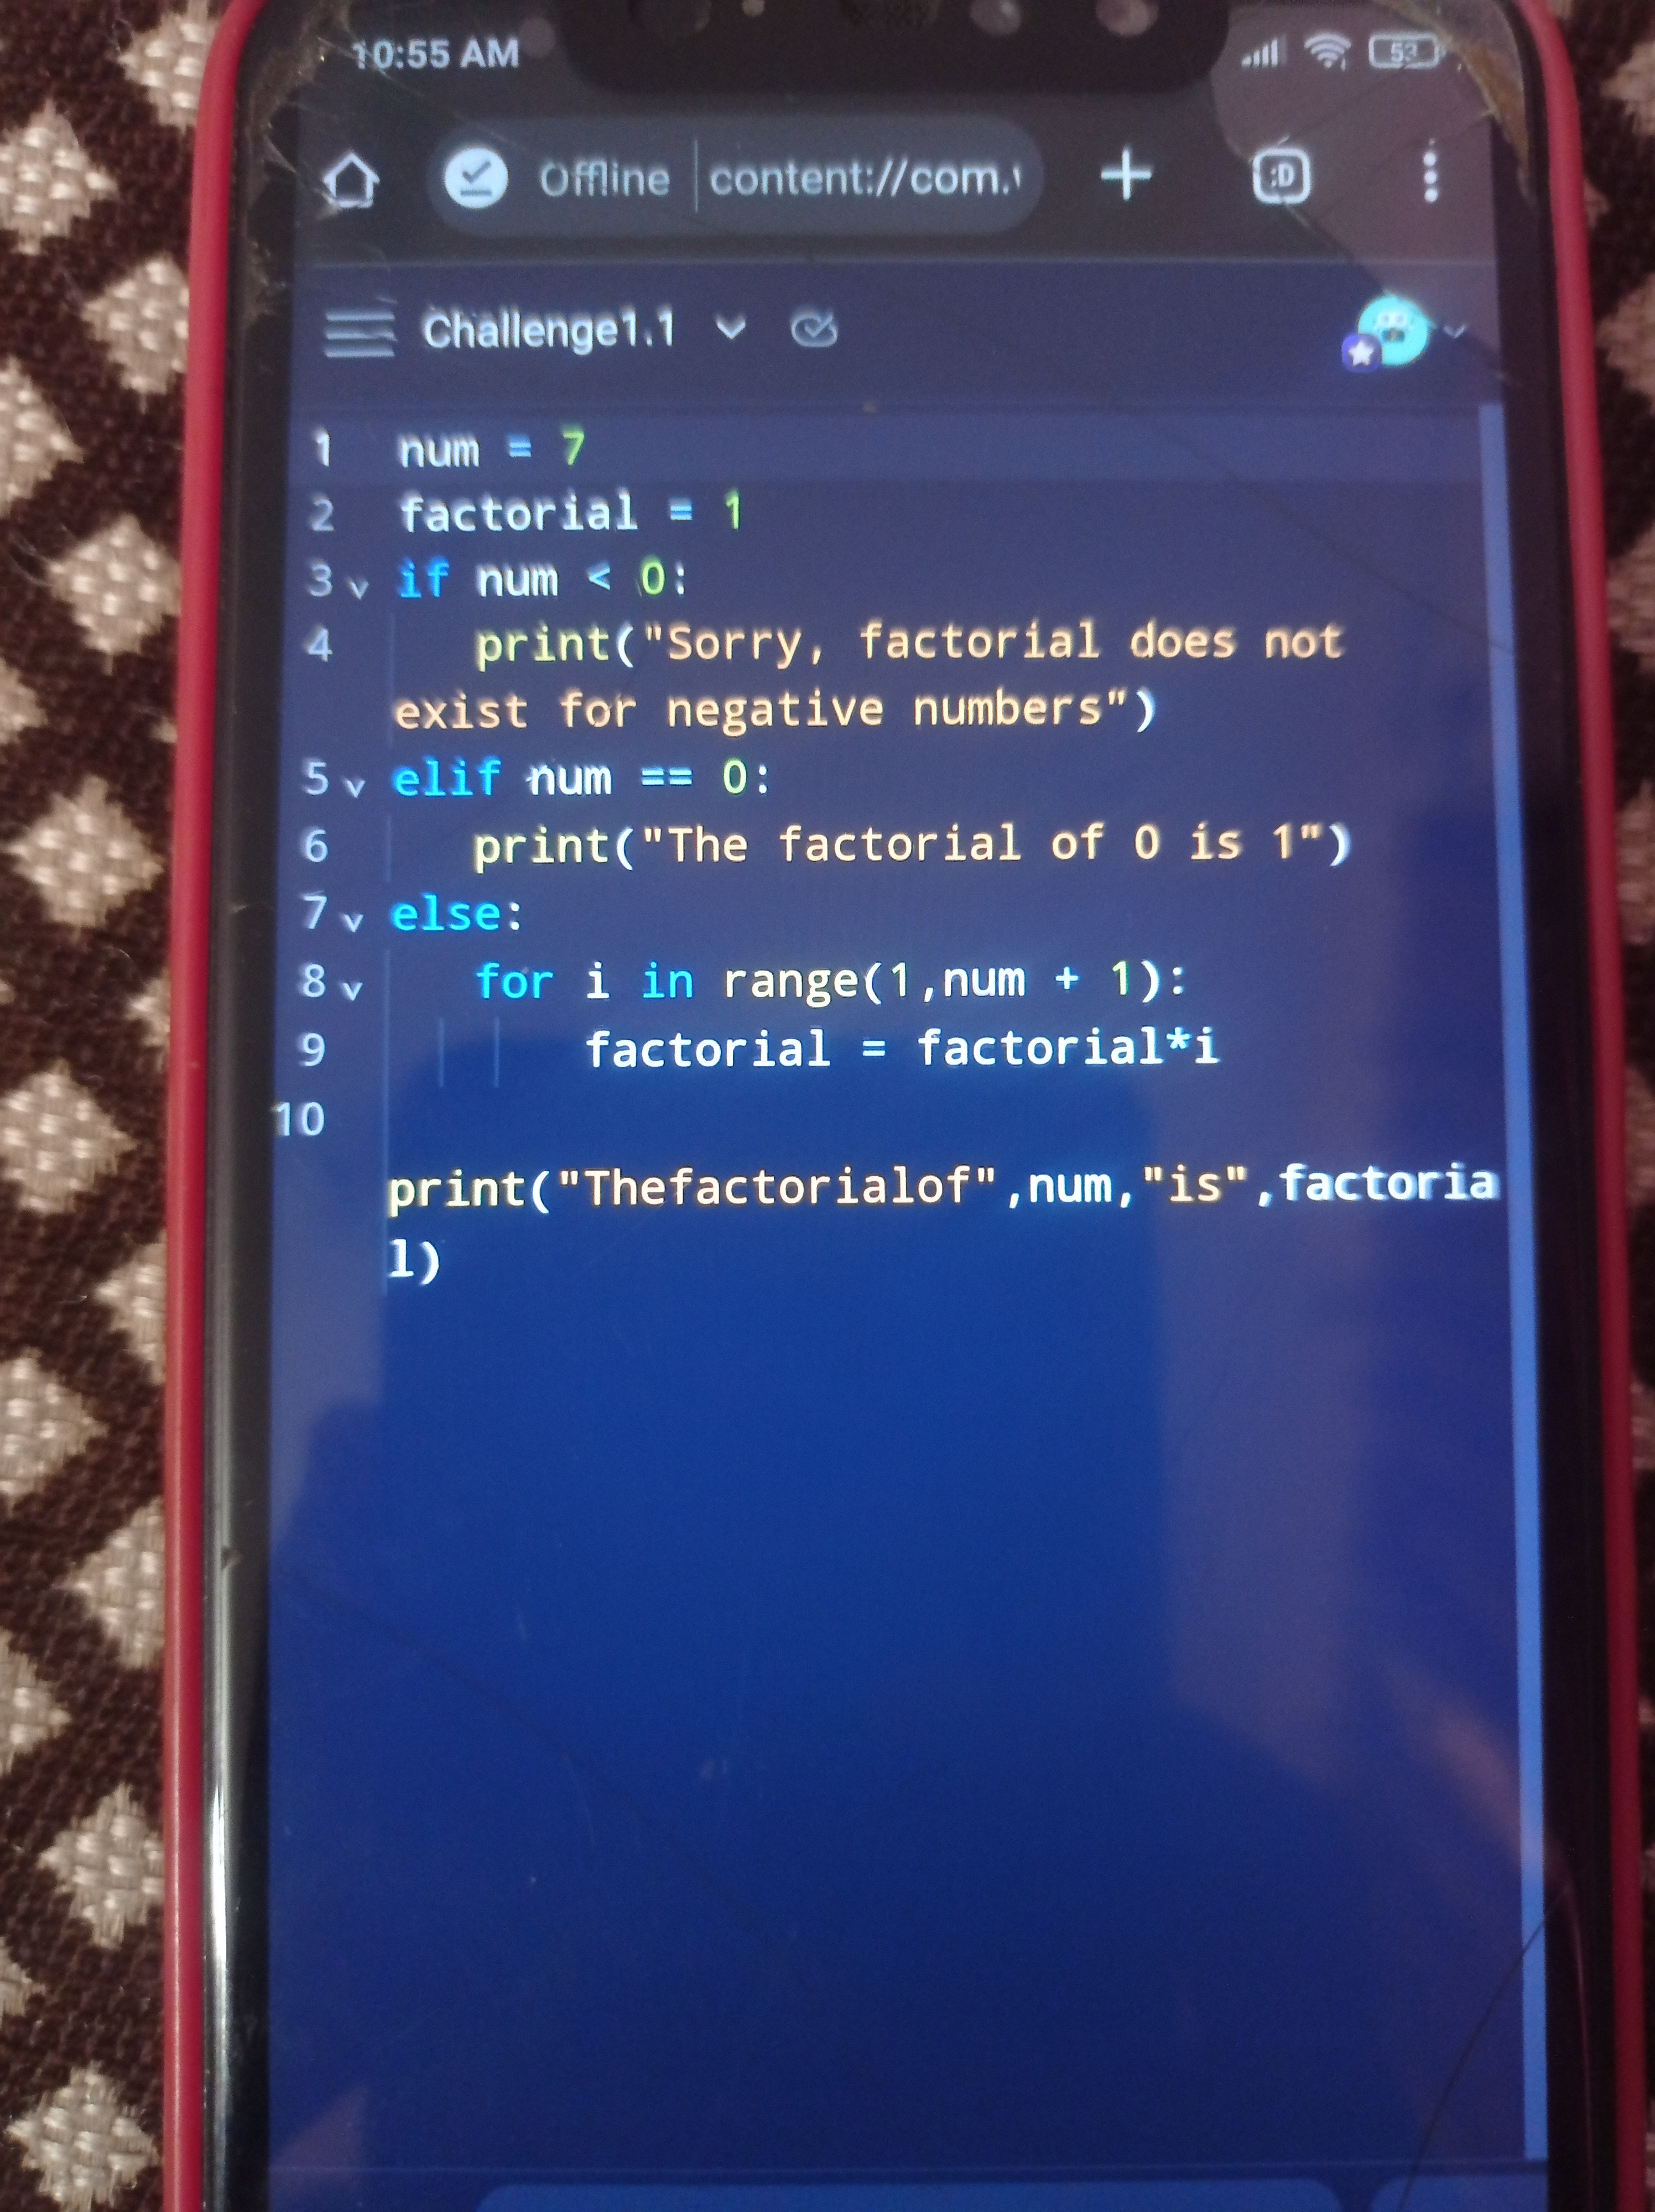 10:55 AM 53
Offline content://com.
:D
Challenge1.1
1 num = 7
2 factorial = 1
3 if num < 0:
4 print("Sorry, factorial does not
exist for negative numbers")
5 elif num == 0:
6 print("The factorial of 0 is 1")
7 else:
8 for i in range(1,num + 1):
9 factorial = factorial*i
10
print("Thefactorialof",num,"is",factoria
l)